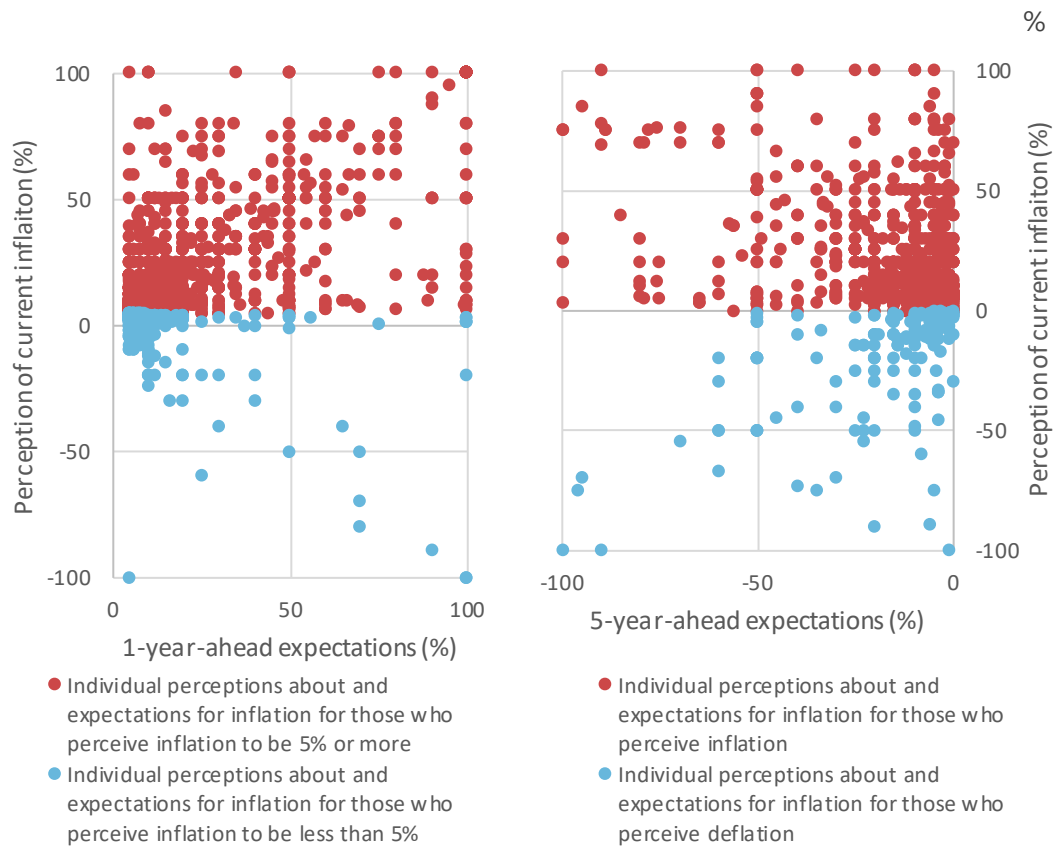 %
Perception of current inflaiton (%)
100
50
0
-50
-100
0
50
100
1-year-ahead expectations (%)
100
50
0
-50
-100
-100
-50
0
5-year-ahead expectations (%)
Perception of current inflaiton (%)
Individual perceptions about and
expectations for inflation for those who
perceive inflation to be 5% or more
Individual perceptions about and
expectations for inflation for those who
perceive inflation to be less than 5%
Individual perceptions about and
expectations for inflation for those who
perceive inflation
Individual perceptions about and
expectations for inflation for those who
perceive deflation